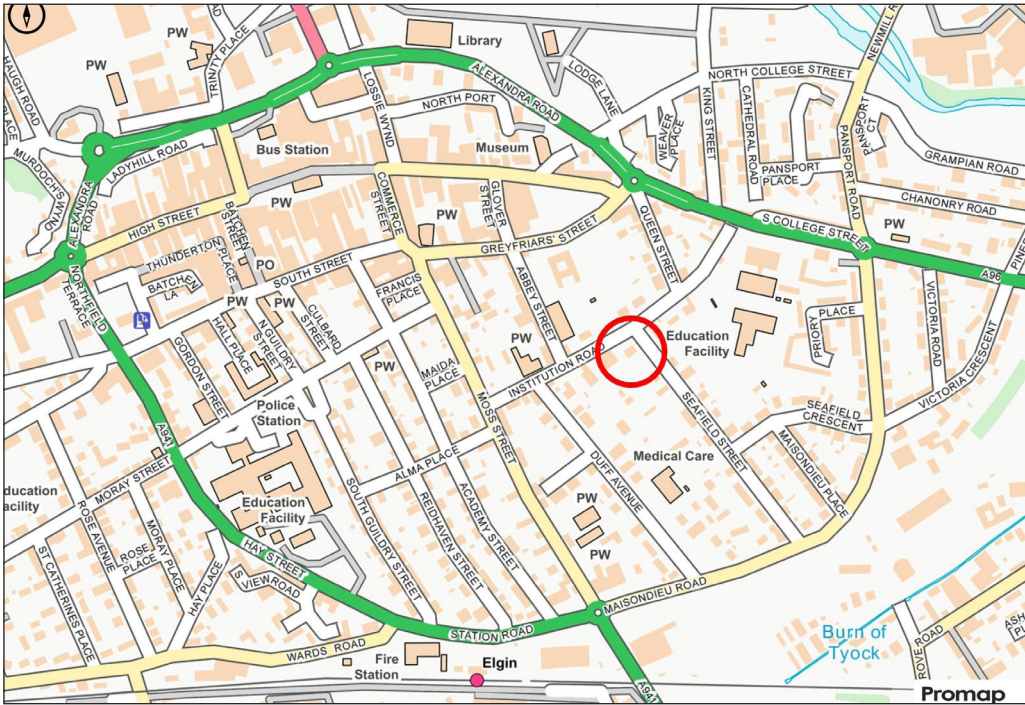 PW
Library
NEWMILL R
HAUGH ROAD
PLACE
PW
TRINITY PLACE
ALEXANDRA ROAD
LODGE LANE
NORTH COLLEGE STREET
LOSSIE WYND
NORTH PORT
KING STREET
CATHEDRAL ROAD
PANSPORT CT
WEAVER PLACE
Bus Station
Museum
PANSPORT PLACE
PANSPORT ROAD
GRAMPIAN ROAD
MURDOCH'S WYND
LADYHILL ROAD
ALEXANDRA ROAD
HIGH STREET
BATCHEN STREET
PW
COMMERCE STREET
PW
GLOVER STREET
GREYFRIARS' STREET
QUEEN STREET
S COLLEGE STREET
CHANONRY ROAD
PW
PINE
THUNDERTON PLACE
BATCHEN LA
PO
SOUTH STREET
ABBEY STREET
A96
NORTHFIELD TERRACE
FRANCIS PLACE
PW
PW
CULBARD STREET
N GUILDRY STREET
HALL PLACE
GORDON STREET
PW
MAIDA PLACE
PW
INSTITUTION ROAD
Education
Facility
PRIORY PLACE
VICTORIA ROAD
VICTORIA CRESCENT
Police
Station
MOSS STREET
SEAFIELD STREET
SEAFIELD CRESCENT
MAISONDIEU PLACE
A941
MORAY STREET
ALMA PLACE
DUFF AVENUE
Medical Care
ducation
acility
Education
Facility
ROSE AVENUE
MORAY PLACE
ROSE PLACE
ST CATHERINES PLACE
HAY PLACE
HAY STREET
S VIEW ROAD
SOUTH GUILDRY STREET
REIDHAVEN STREET
ACADEMY STREET
PW
PW
MAISONDIEU ROAD
STATION ROAD
WARDS ROAD
Fire
Station
Elgin
A941
Burn of
Tyock
GROVE ROAD
ASH
PL
Promap